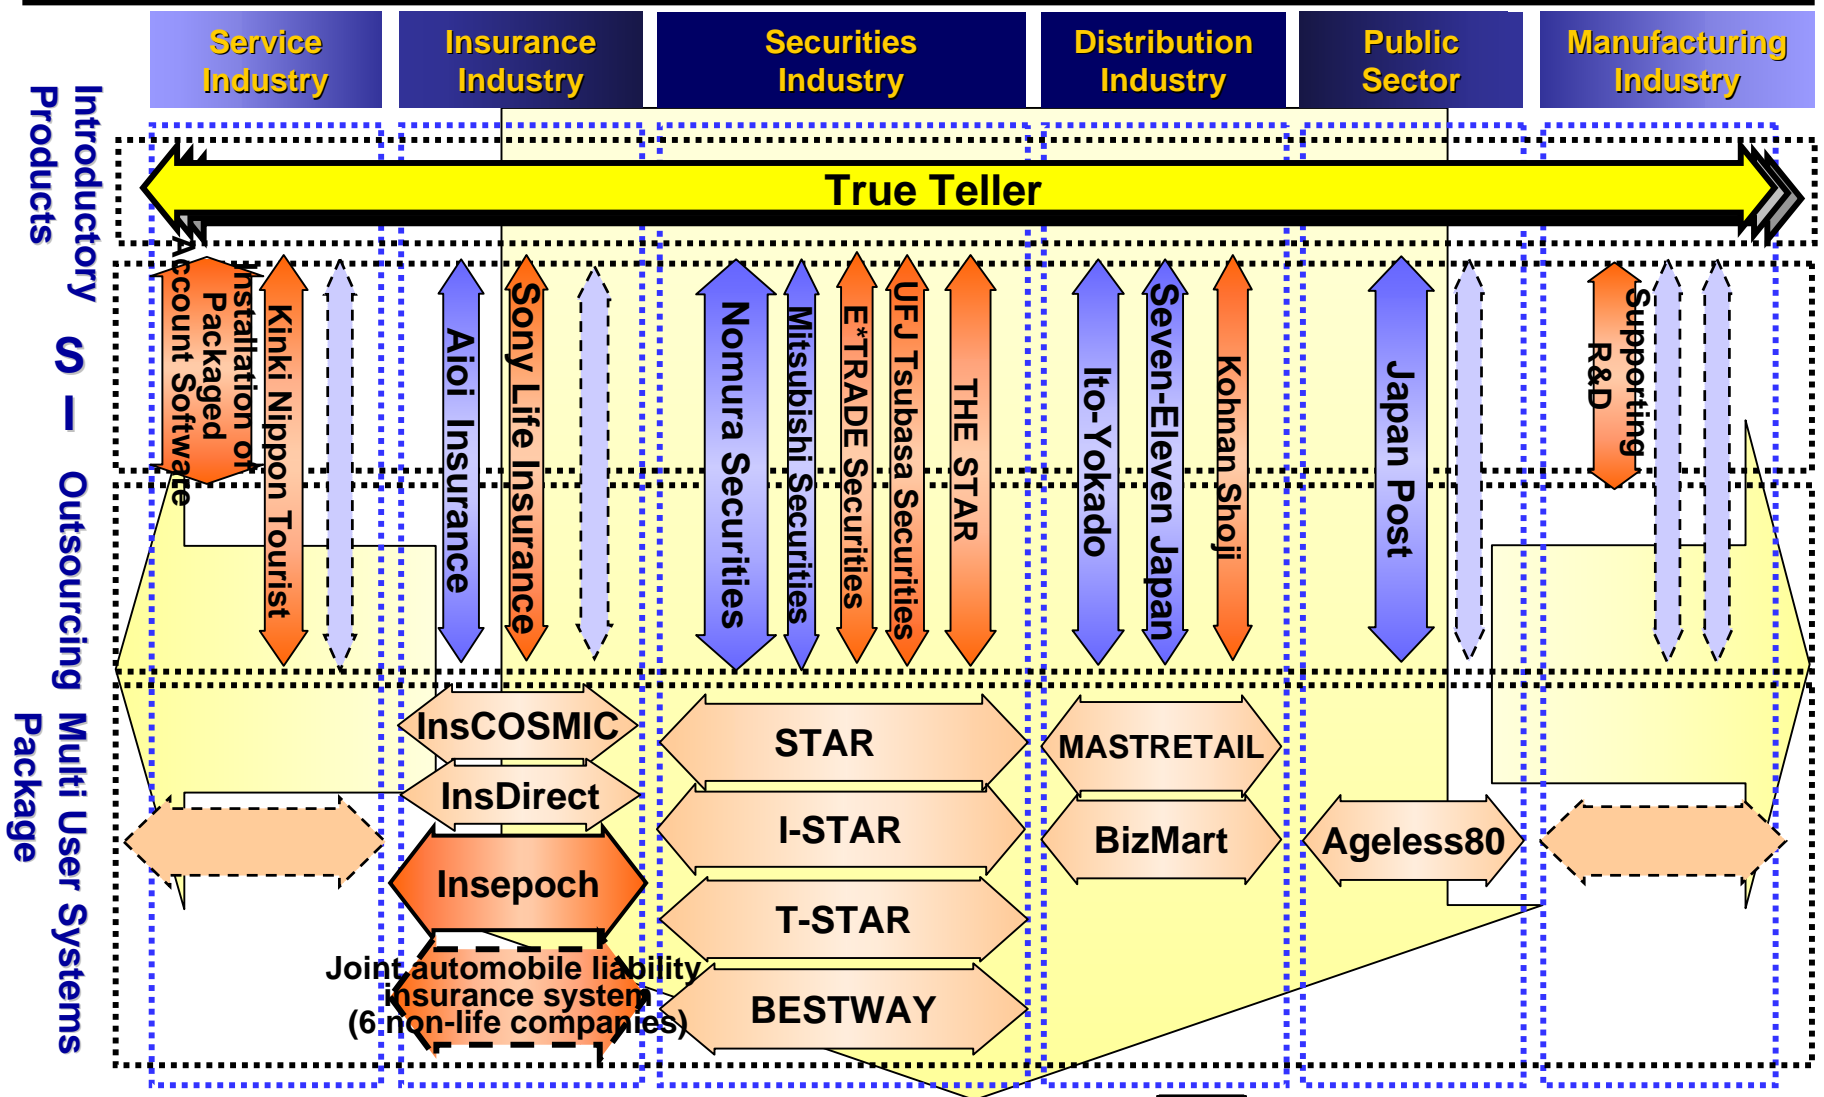 Service
Industry
Insurance
Industry
Securities
Industry
Distribution
Industry
Public
Sector
Manufacturing
Industry
Introductory
Products
True Teller
S I
Installation of
Packaged
Account Software
Kinki Nippon Tourist
Aioi Insurance
Sony Life Insurance
Nomura Securities
Mitsubishi Securities
E*TRADE Securities
UFJ Tsubasa Securities
THE STAR
Ito-Yokado
Seven-Eleven Japan
Kohnan Shoji
Japan Post
Supporting
R&D
Outsourcing
Multi User Systems
Package
InsCOSMIC
InsDirect
Insepoch
Joint automobile liability
insurance system
(6 non-life companies)
STAR
I-STAR
T-STAR
BESTWAY
MASTRETAIL
BizMart
Ageless80